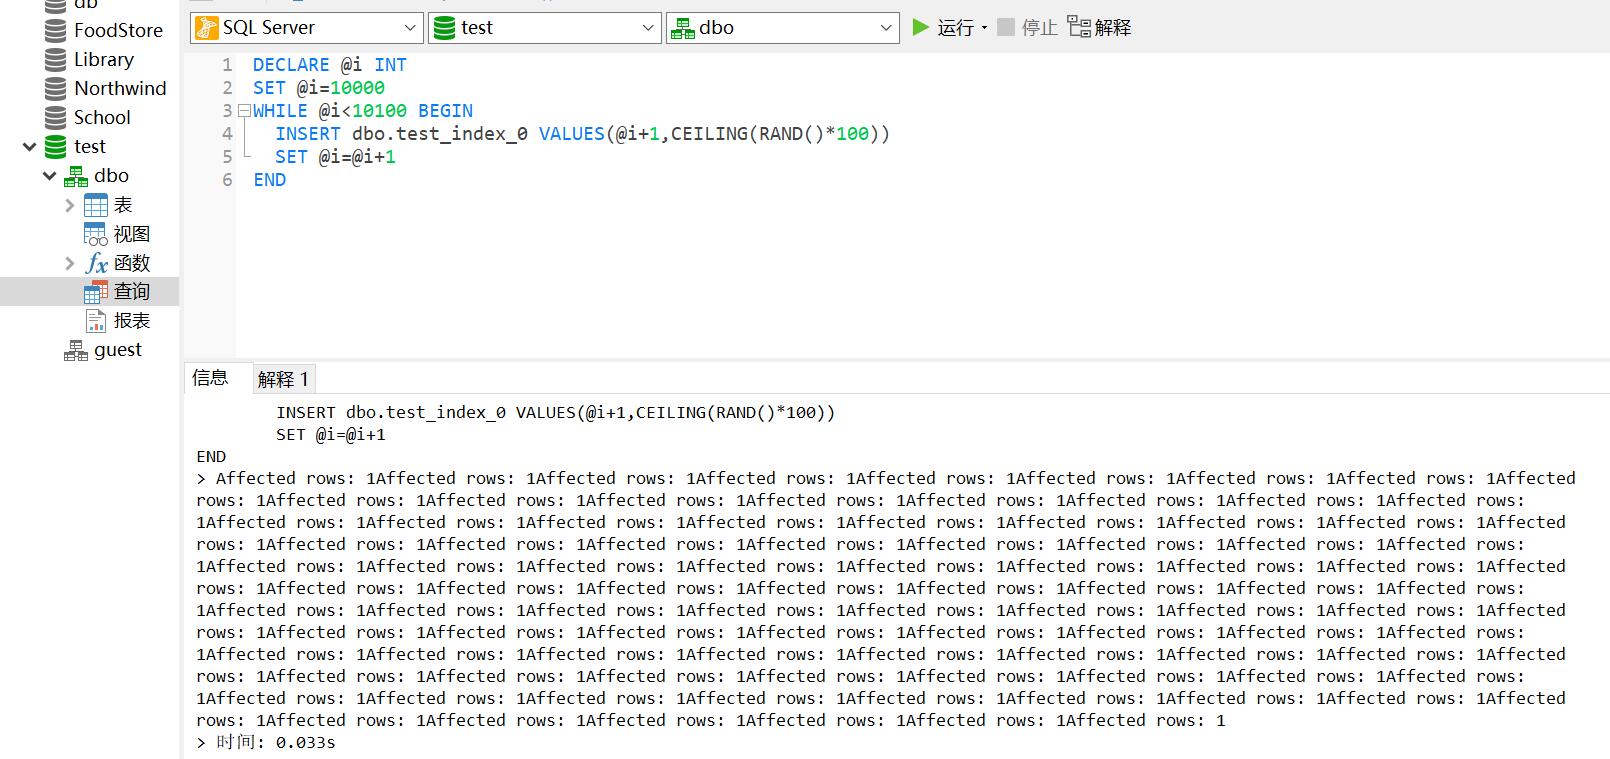 db
FoodStore
Library
Northwind
School
test
dbo
表
视图
函数
查询
报表
guest
SQL Server test dbo 运行 停止 解释
1 DECLARE @i INT
2 SET @i=10000
3 WHILE @i<10100 BEGIN
4 INSERT dbo.test_index_0 VALUES(@i+1,CEILING(RAND()*100))
5 SET @i=@i+1
6 END
信息 解释 1
INSERT dbo.test_index_0 VALUES(@i+1,CEILING(RAND()*100))
SET @i=@i+1
END
> Affected rows: 1Affected rows: 1Affected rows: 1Affected rows: 1Affected rows: 1Affected rows: 1Affected rows: 1Affected rows: 1Affected
rows: 1Affected rows: 1Affected rows: 1Affected rows: 1Affected rows: 1Affected rows: 1Affected rows: 1Affected rows: 1Affected rows:
1Affected rows: 1Affected rows: 1Affected rows: 1Affected rows: 1Affected rows: 1Affected rows: 1Affected rows: 1Affected rows: 1Affected
rows: 1Affected rows: 1Affected rows: 1Affected rows: 1Affected rows: 1Affected rows: 1Affected rows: 1Affected rows: 1Affected rows:
1Affected rows: 1Affected rows: 1Affected rows: 1Affected rows: 1Affected rows: 1Affected rows: 1Affected rows: 1Affected rows: 1Affected
rows: 1Affected rows: 1Affected rows: 1Affected rows: 1Affected rows: 1Affected rows: 1Affected rows: 1Affected rows: 1Affected rows:
1Affected rows: 1Affected rows: 1Affected rows: 1Affected rows: 1Affected rows: 1Affected rows: 1Affected rows: 1Affected rows: 1Affected
rows: 1Affected rows: 1Affected rows: 1Affected rows: 1Affected rows: 1Affected rows: 1Affected rows: 1Affected rows: 1Affected rows:
1Affected rows: 1Affected rows: 1Affected rows: 1Affected rows: 1Affected rows: 1Affected rows: 1Affected rows: 1Affected rows: 1Affected
rows: 1Affected rows: 1Affected rows: 1Affected rows: 1Affected rows: 1Affected rows: 1Affected rows: 1Affected rows: 1Affected rows:
1Affected rows: 1Affected rows: 1Affected rows: 1Affected rows: 1Affected rows: 1Affected rows: 1Affected rows: 1Affected rows: 1Affected
rows: 1Affected rows: 1Affected rows: 1Affected rows: 1Affected rows: 1Affected rows: 1Affected rows: 1
> 时间: 0.033s